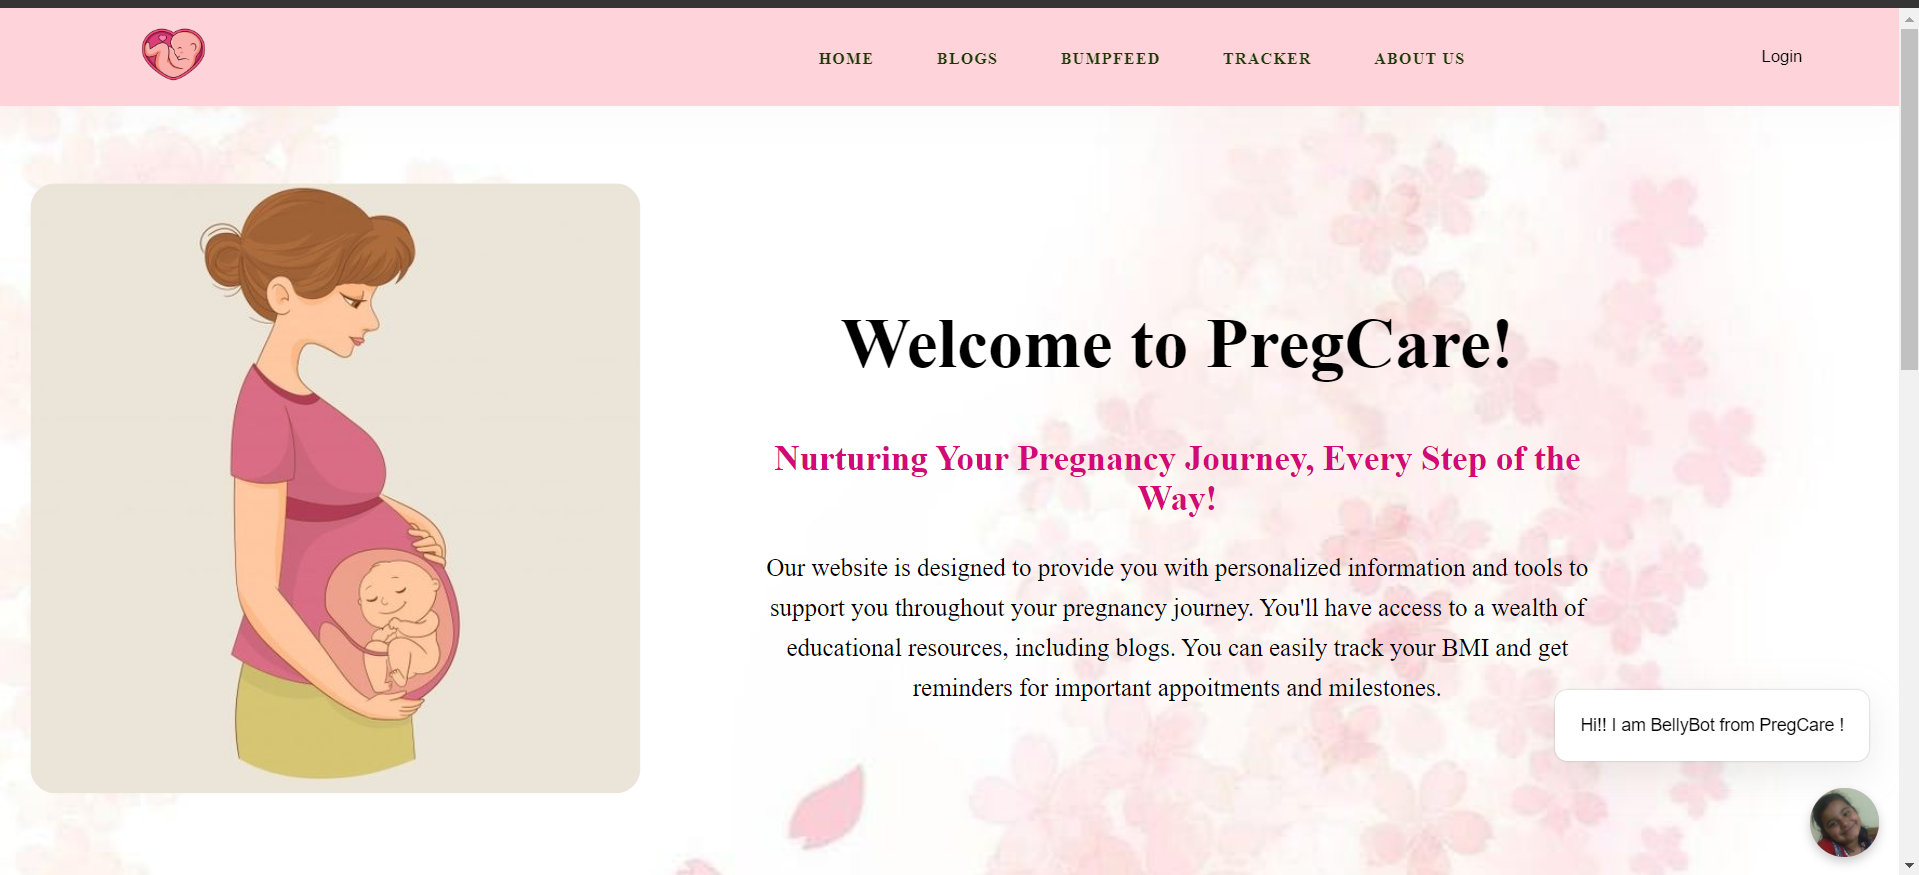 HOME BLOGS BUMPFEED TRACKER ABOUT US Login
Welcome to PregCare!
Nurturing Your Pregnancy Journey, Every Step of the
Way!
Our website is designed to provide you with personalized information and tools to
support you throughout your pregnancy journey. You'll have access to a wealth of
educational resources, including blogs. You can easily track your BMI and get
reminders for important appoitments and milestones.
Hi!! I am BellyBot from PregCare !